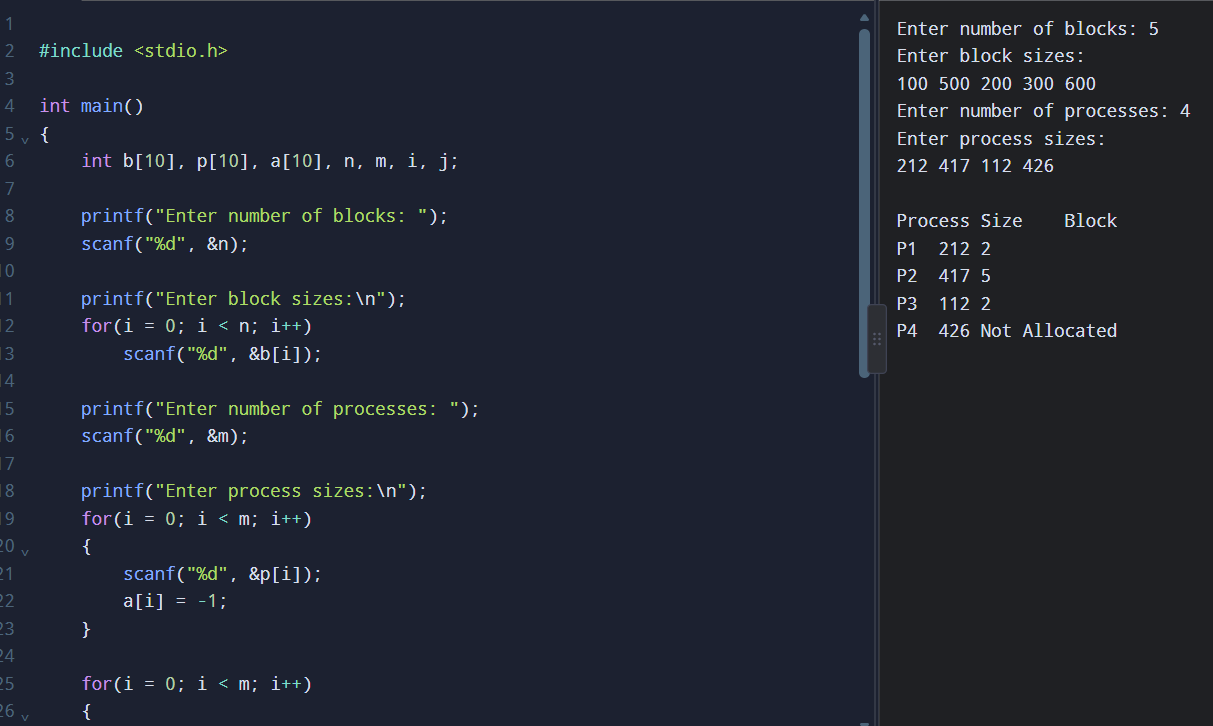 1
2 #include <stdio.h>
3
4 int main()
5 {
6 int b[10], p[10], a[10], n, m, i, j;
7
8 printf("Enter number of blocks: ");
9 scanf("%d", &n);
10
11 printf("Enter block sizes:\n");
12 for(i = 0; i < n; i++)
13 scanf("%d", &b[i]);
14
15 printf("Enter number of processes: ");
16 scanf("%d", &m);
17
18 printf("Enter process sizes:\n");
19 for(i = 0; i < m; i++)
20 {
21 scanf("%d", &p[i]);
22 a[i] = -1;
23 }
24
25 for(i = 0; i < m; i++)
26 {
Enter number of blocks: 5
Enter block sizes:
100 500 200 300 600
Enter number of processes: 4
Enter process sizes:
212 417 112 426
Process Size Block
P1 212 2
P2 417 5
P3 112 2
P4 426 Not Allocated